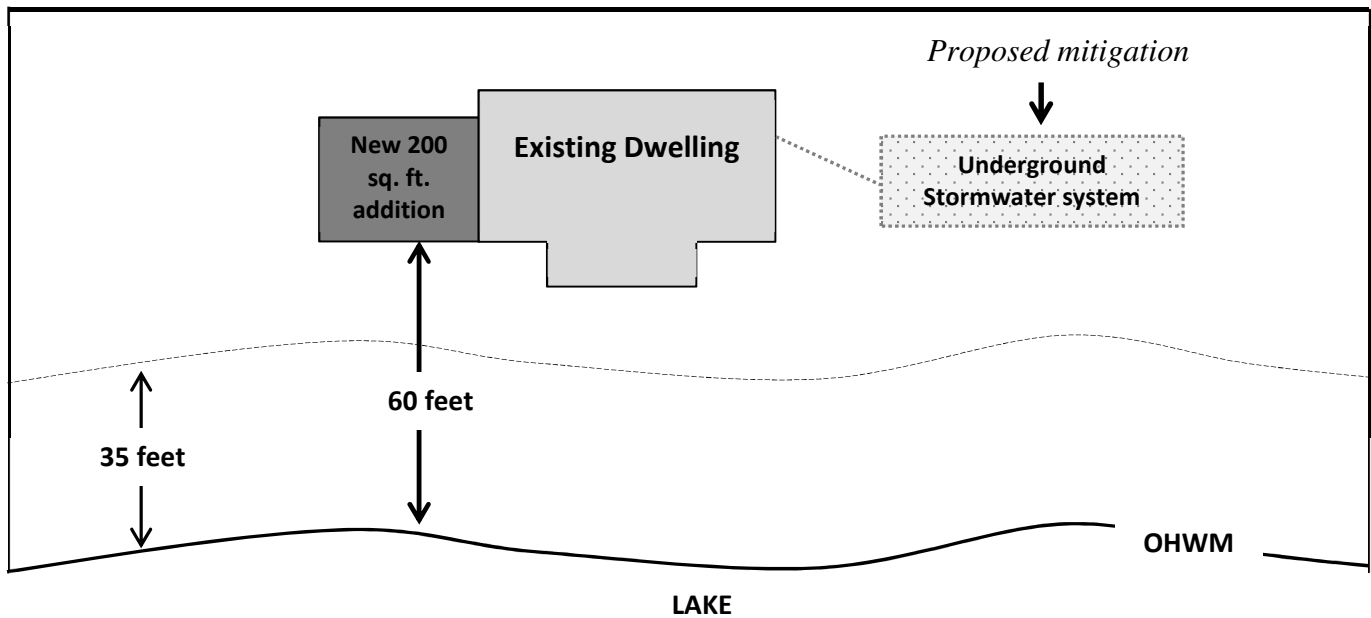 Proposed mitigation
New 200
sq. ft.
addition
Existing Dwelling
Underground
Stormwater system
60 feet
35 feet
OHWM
LAKE